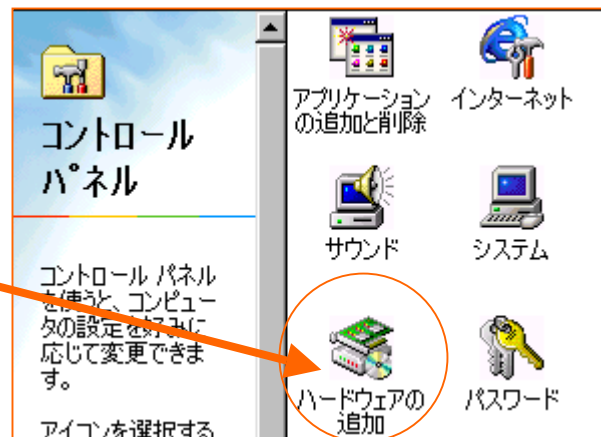 コントロール
パネル
コントロール パネル
を使うと、コンピュー
タの設定を好みに
応じて変更できま
す。
アイコンを選択する
アプリケーション
の追加と削除
インターネット
サウンド
システム
ハードウェアの
追加
パスワード